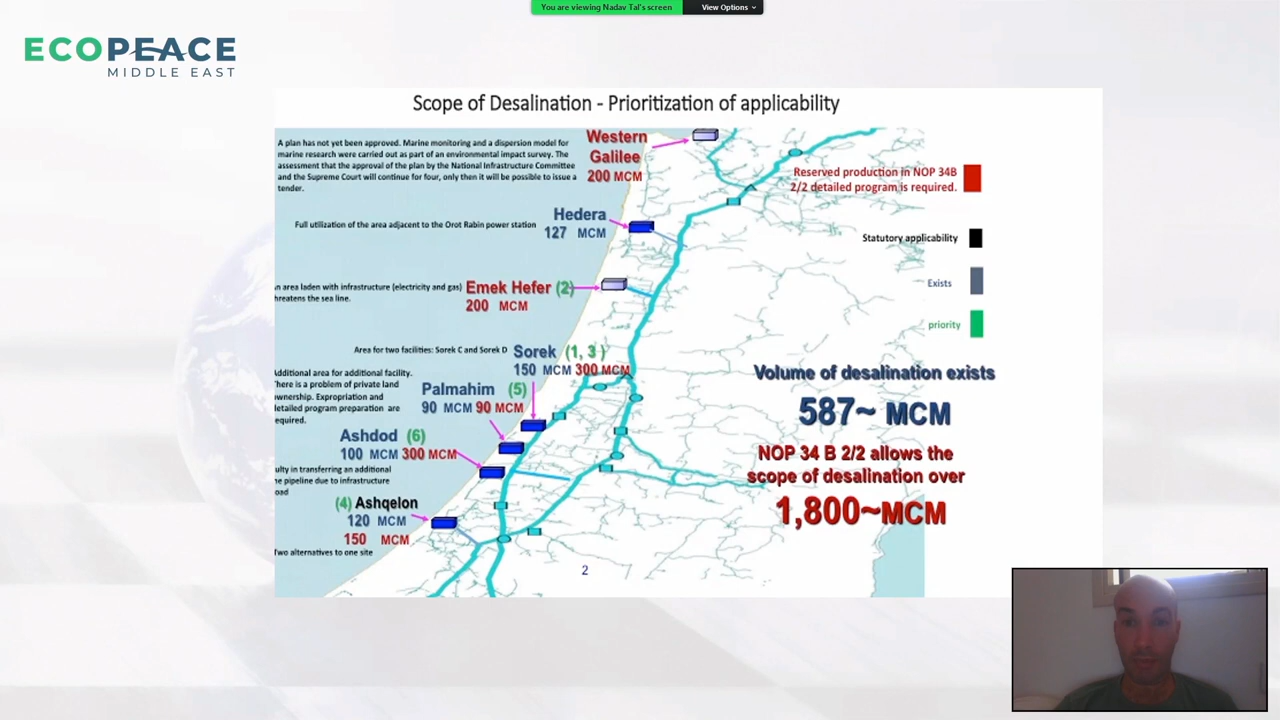 You are viewing Nadav Tal's screen
View Options
ECOPEACE
MIDDLE EAST
Scope of Desalination - Prioritization of applicability
A plan has not yet been approved. Marine monitoring and a dispersion model for
marine research were carried out as part of an environmental impact survey. The
assessment that the approval of the plan by the National Infrastructure Committee
and the Supreme Court will continue for four, only then it will be possible to issue a
tender.
Western
Galilee
200 MCM
Reserved production in NOP 34B
2/2 detailed program is required.
Full utilization of the area adjacent to the Orot Rabin power station
Hedera
127 MCM
Statutory applicability
Exists
priority
n area laden with infrastructure (electricity and gas)
hreatens the sea line.
Emek Hefer (2)
200 MCM
Area for two facilities: Sorek C and Sorek D
Sorek (1, 3 )
150 MCM 300 MCM
Additional area for additional facility.
There is a problem of private land
ownership. Expropriation and
detailed program preparation are
equired.
Palmahim (5)
90 MCM 90 MCM
Volume of desalination exists
587~ MCM
Ashdod (6)
100 MCM 300 MCM
NOP 34 B 2/2 allows the
scope of desalination over
1,800~MCM
ulty in transferring an additional
ne pipeline due to infrastructure
oad
(4) Ashqelon
120 MCM
150 MCM
Two alternatives to one site
2